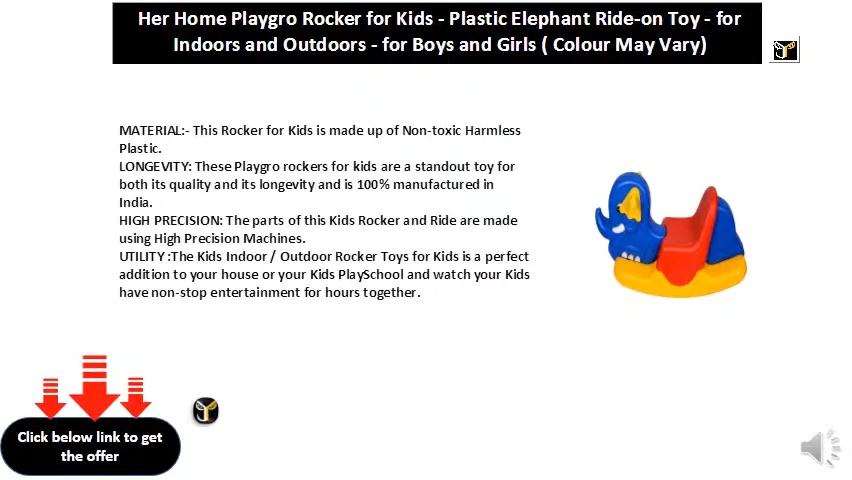 Her Home Playgro Rocker for Kids - Plastic Elephant Ride-on Toy - for
Indoors and Outdoors - for Boys and Girls ( Colour May Vary)
MATERIAL:- This Rocker for Kids is made up of Non-toxic Harmless
Plastic.
LONGEVITY: These Playgro rockers for kids are a standout toy for
both its quality and its longevity and is 100% manufactured in
India.
HIGH PRECISION: The parts of this Kids Rocker and Ride are made
using High Precision Machines.
UTILITY :The Kids Indoor / Outdoor Rocker Toys for Kids is a perfect
addition to your house or your Kids PlaySchool and watch your Kids
have non-stop entertainment for hours together.
Click below link to get
the offer